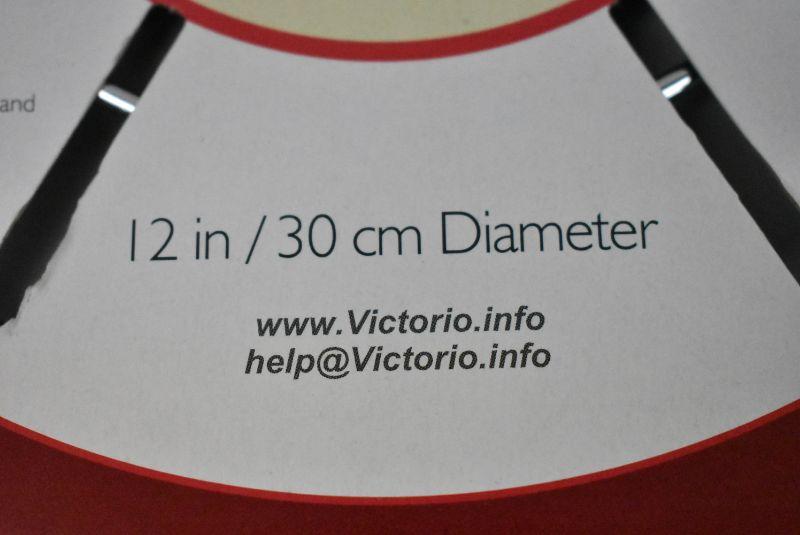 and
12 in / 30 cm Diameter
www.Victorio.info
help@Victorio.info